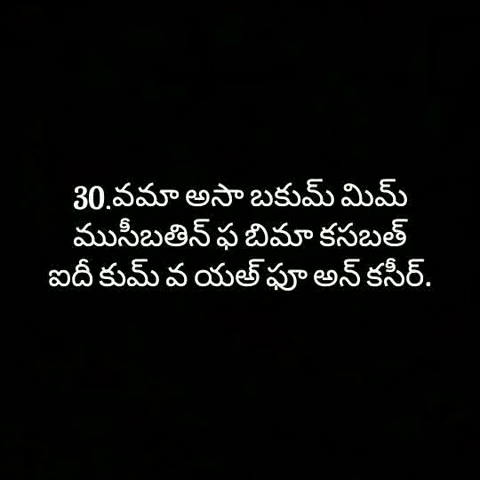 30.వమా అసా బకుమ్ మిమ్
ముసీబతిన్ ఫ బిమా కసబత్
ఐదీ కుమ్ వ యఅ్ ఫూ అన్ కసీర్.